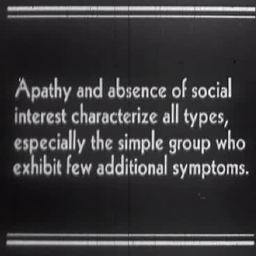 Apathy and absence of social
interest characterize all types,
especially the simple group who
exhibit few additional symptoms.